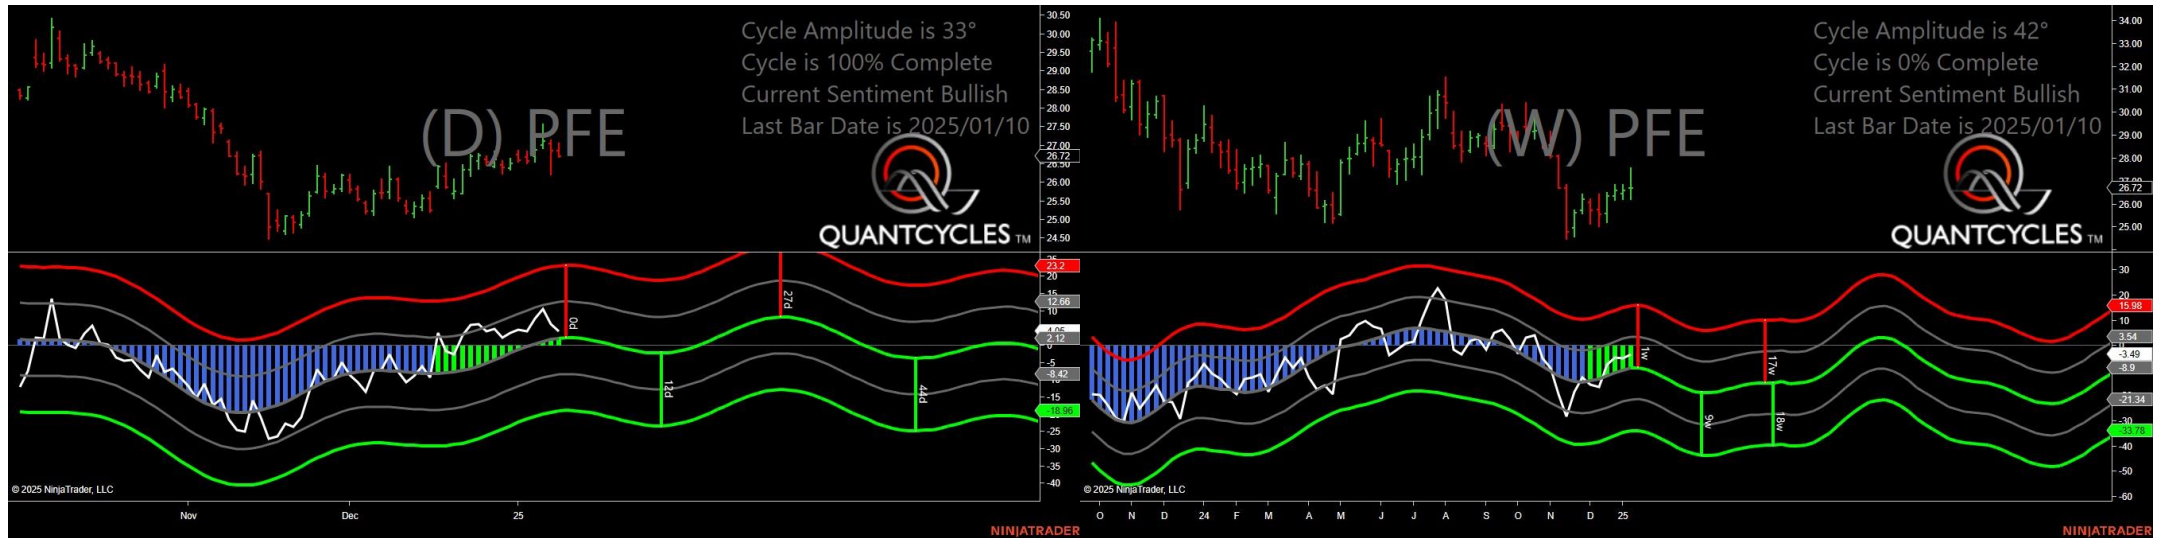 Cycle Amplitude is 33°
Cycle is 100% Complete
Current Sentiment Bullish
Last Bar Date is 2025/01/10
(D) PFE
QUANTCYCLES TM
30.50
30.00
29.50
29.00
28.50
28.00
27.50
27.00
26.72
26.50
26.00
25.50
25.00
24.50
23.2
20
15
12.66
10
4.05
2.12
0
-5
-8.42
-15
-18.96
-25
-30
-35
-40
0d
12d
27d
44d
© 2025 NinjaTrader, LLC
Nov
Dec
25
NINJATRADER
Cycle Amplitude is 42°
Cycle is 0% Complete
Current Sentiment Bullish
Last Bar Date is 2025/01/10
(W) PFE
QUANTCYCLES TM
34.00
33.00
32.00
31.00
30.00
29.00
28.00
27.00
26.72
26.00
25.00
30
20
15.98
10
3.54
0
-3.49
-8.9
-21.34
-30
-33.78
-40
-50
-60
1w
9w
17w
18w
© 2025 NinjaTrader, LLC
O
N
D
24
F
M
A
M
J
J
A
S
O
N
D
25
NINJATRADER